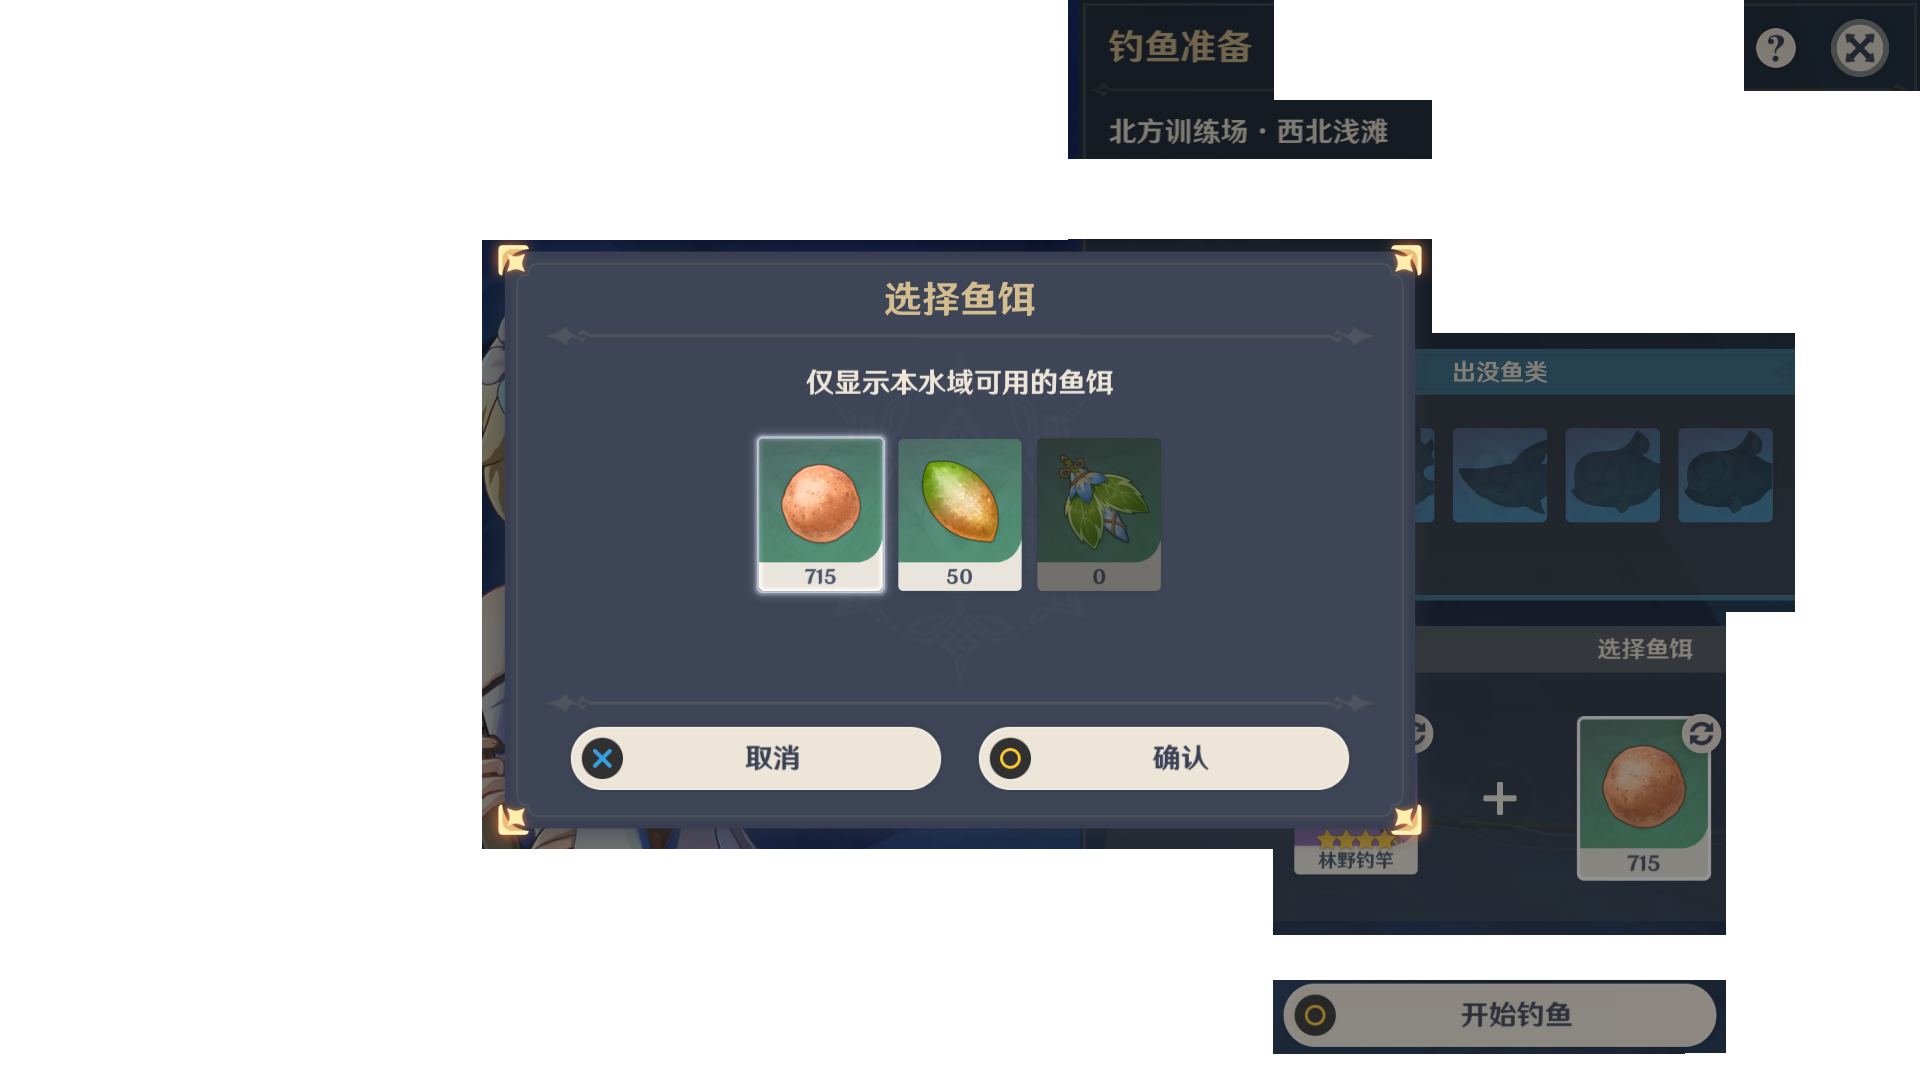 钓鱼准备
北方训练场·西北浅滩
选择鱼饵
仅显示本水域可用的鱼饵
715
50
0
取消
确认
出没鱼类
选择鱼饵
林野钓竿
715
开始钓鱼